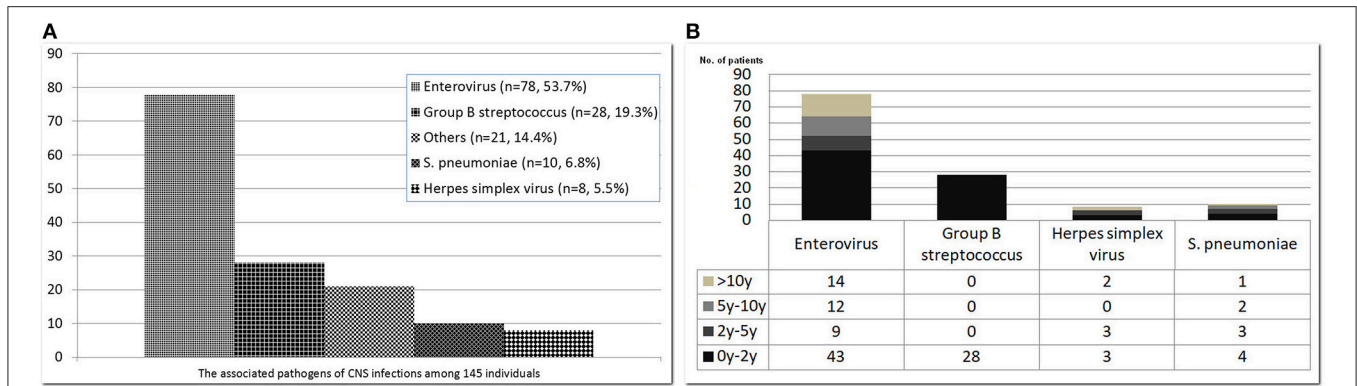 A
90
80
70
60
50
40
30
20
10
0
Enterovirus (n=78, 53.7%)
Group B streptococcus (n=28, 19.3%)
Others (n=21, 14.4%)
S. pneumoniae (n=10, 6.8%)
Herpes simplex virus (n=8, 5.5%)
The associated pathogens of CNS infections among 145 individuals
B
No. of patients
90
80
70
60
50
40
30
20
10
0
Enterovirus Group B streptococcus Herpes simplex virus S. pneumoniae
>10y 14 0 2 1
5y-10y 12 0 0 2
2y-5y 9 0 3 3
0y-2y 43 28 3 4